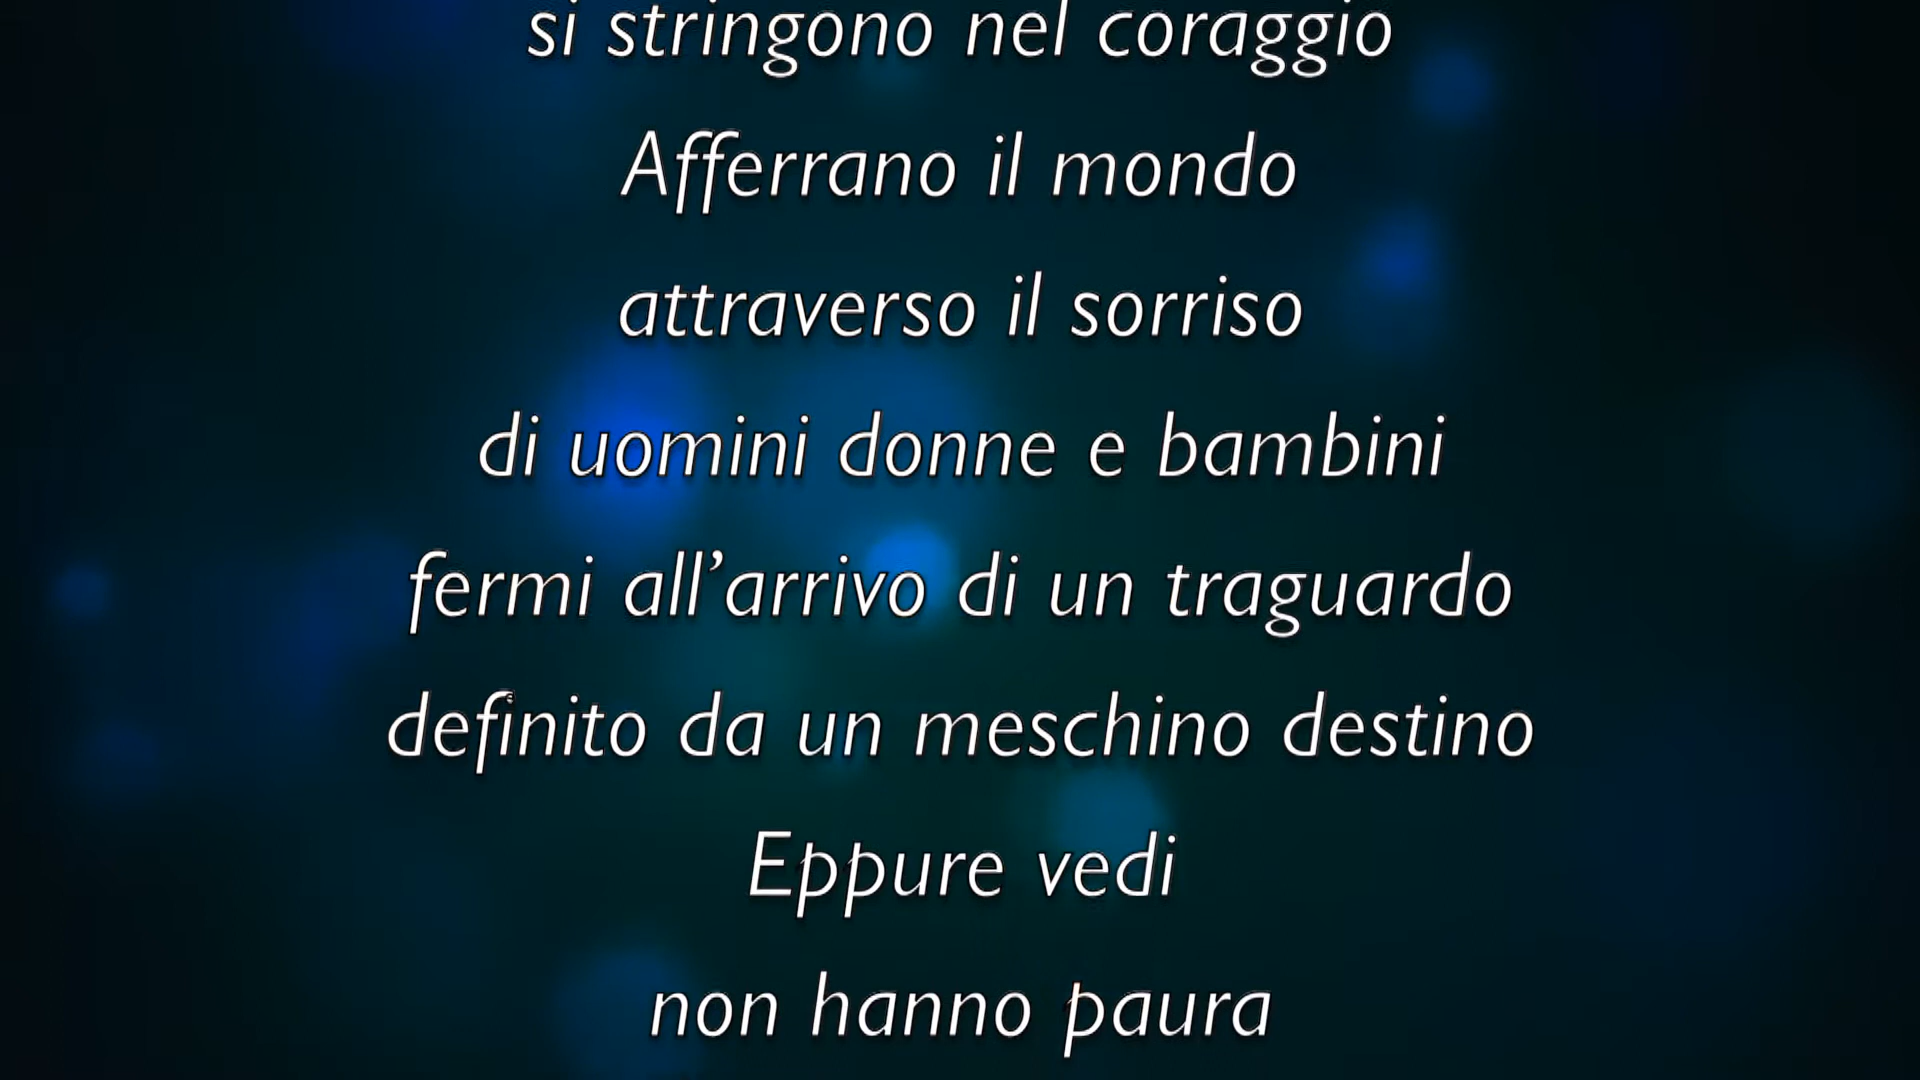 si stringono nel coraggio
Afferrano il mondo
attraverso il sorriso
di uomini donne e bambini
fermi all’arrivo di un traguardo
definito da un meschino destino
Eppure vedi
non hanno paura